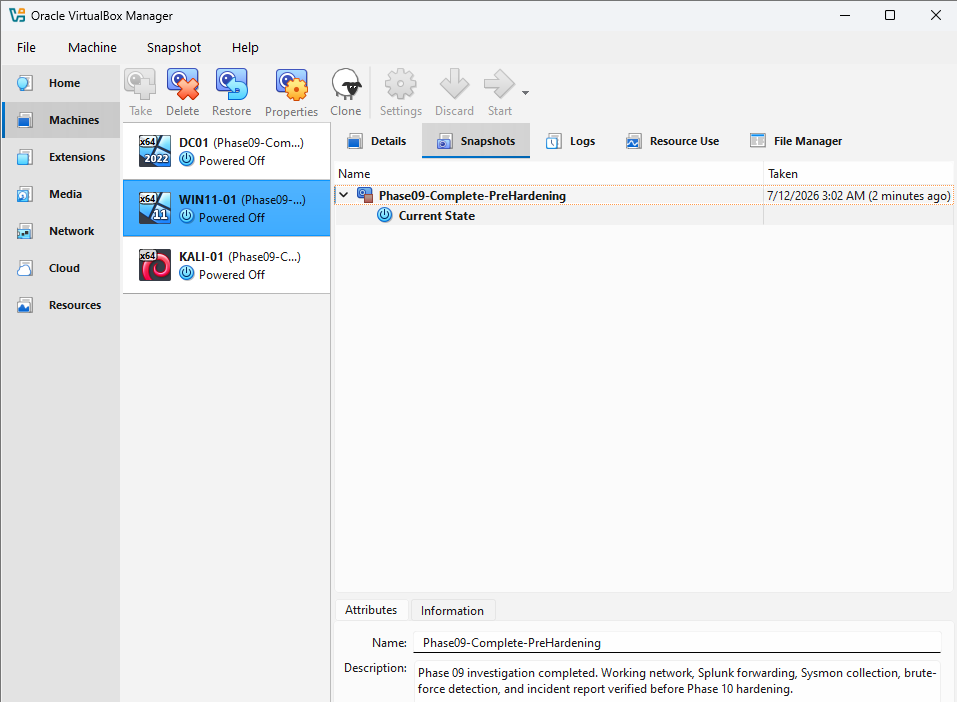 Oracle VirtualBox Manager
File Machine Snapshot Help
Home
Machines
Extensions
Media
Network
Cloud
Resources
Take Delete Restore Properties Clone Settings Discard Start
x64 2022 DC01 (Phase09-Com...)
Powered Off
x64 11 WIN11-01 (Phase09-...)
Powered Off
x64 KALI-01 (Phase09-C...)
Powered Off
Details Snapshots Logs Resource Use File Manager
Name Taken
Phase09-Complete-PreHardening 7/12/2026 3:02 AM (2 minutes ago)
Current State
Attributes Information
Name: Phase09-Complete-PreHardening
Description: Phase 09 investigation completed. Working network, Splunk forwarding, Sysmon collection, brute-
force detection, and incident report verified before Phase 10 hardening.